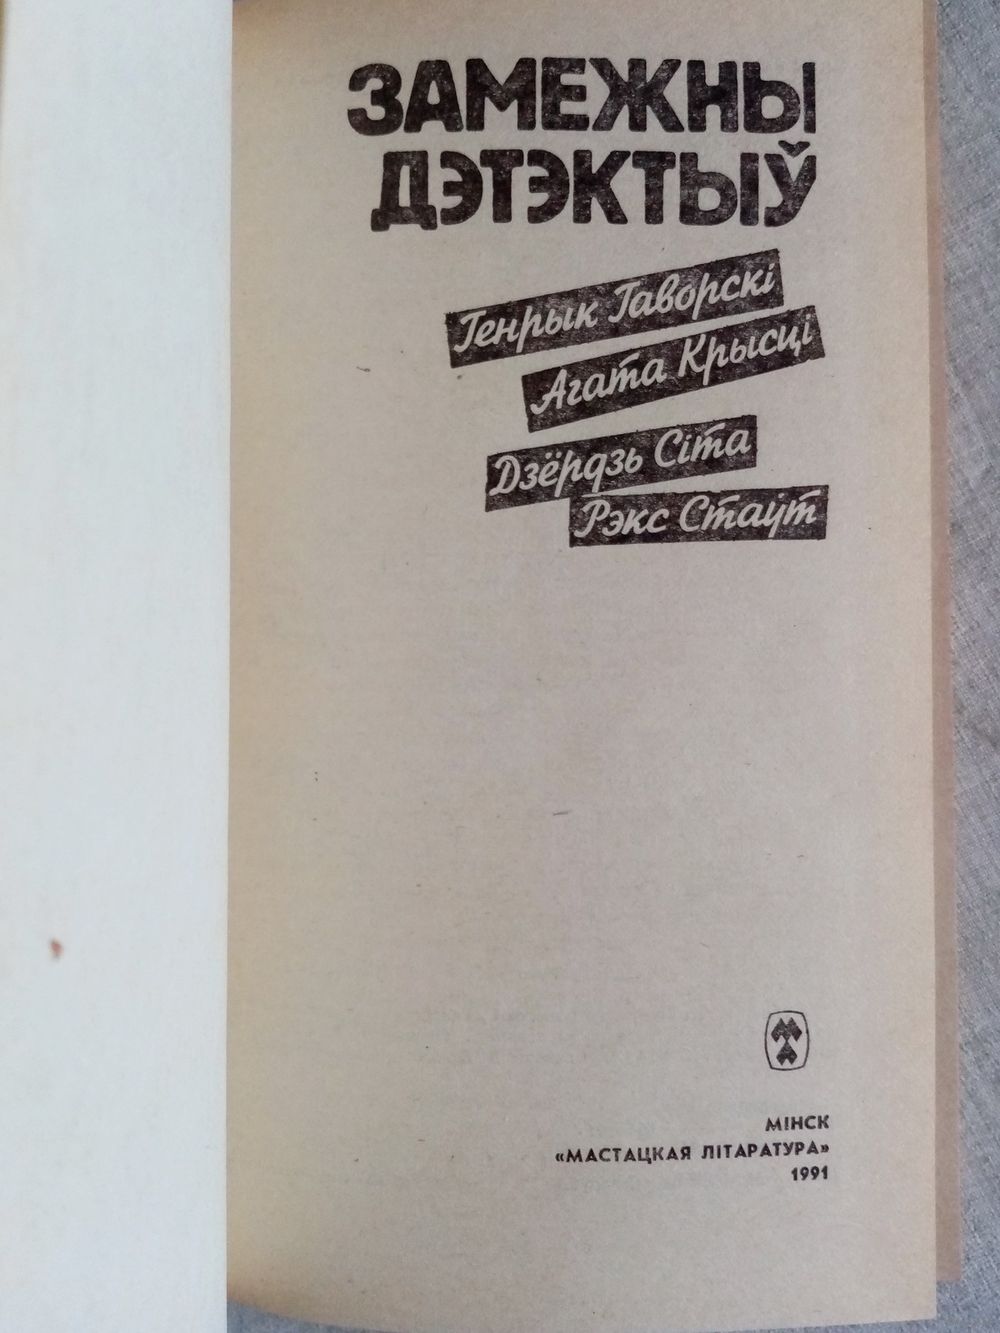 ЗАМЕЖНЫ
ДЭТЭКТЫЎ
Генрык Гаворскі
Агата Крысці
Дзёрдзь Сіта
Рэкс Стаўт
МІНСК
«МАСТАЦКАЯ ЛІТАРАТУРА»
1991